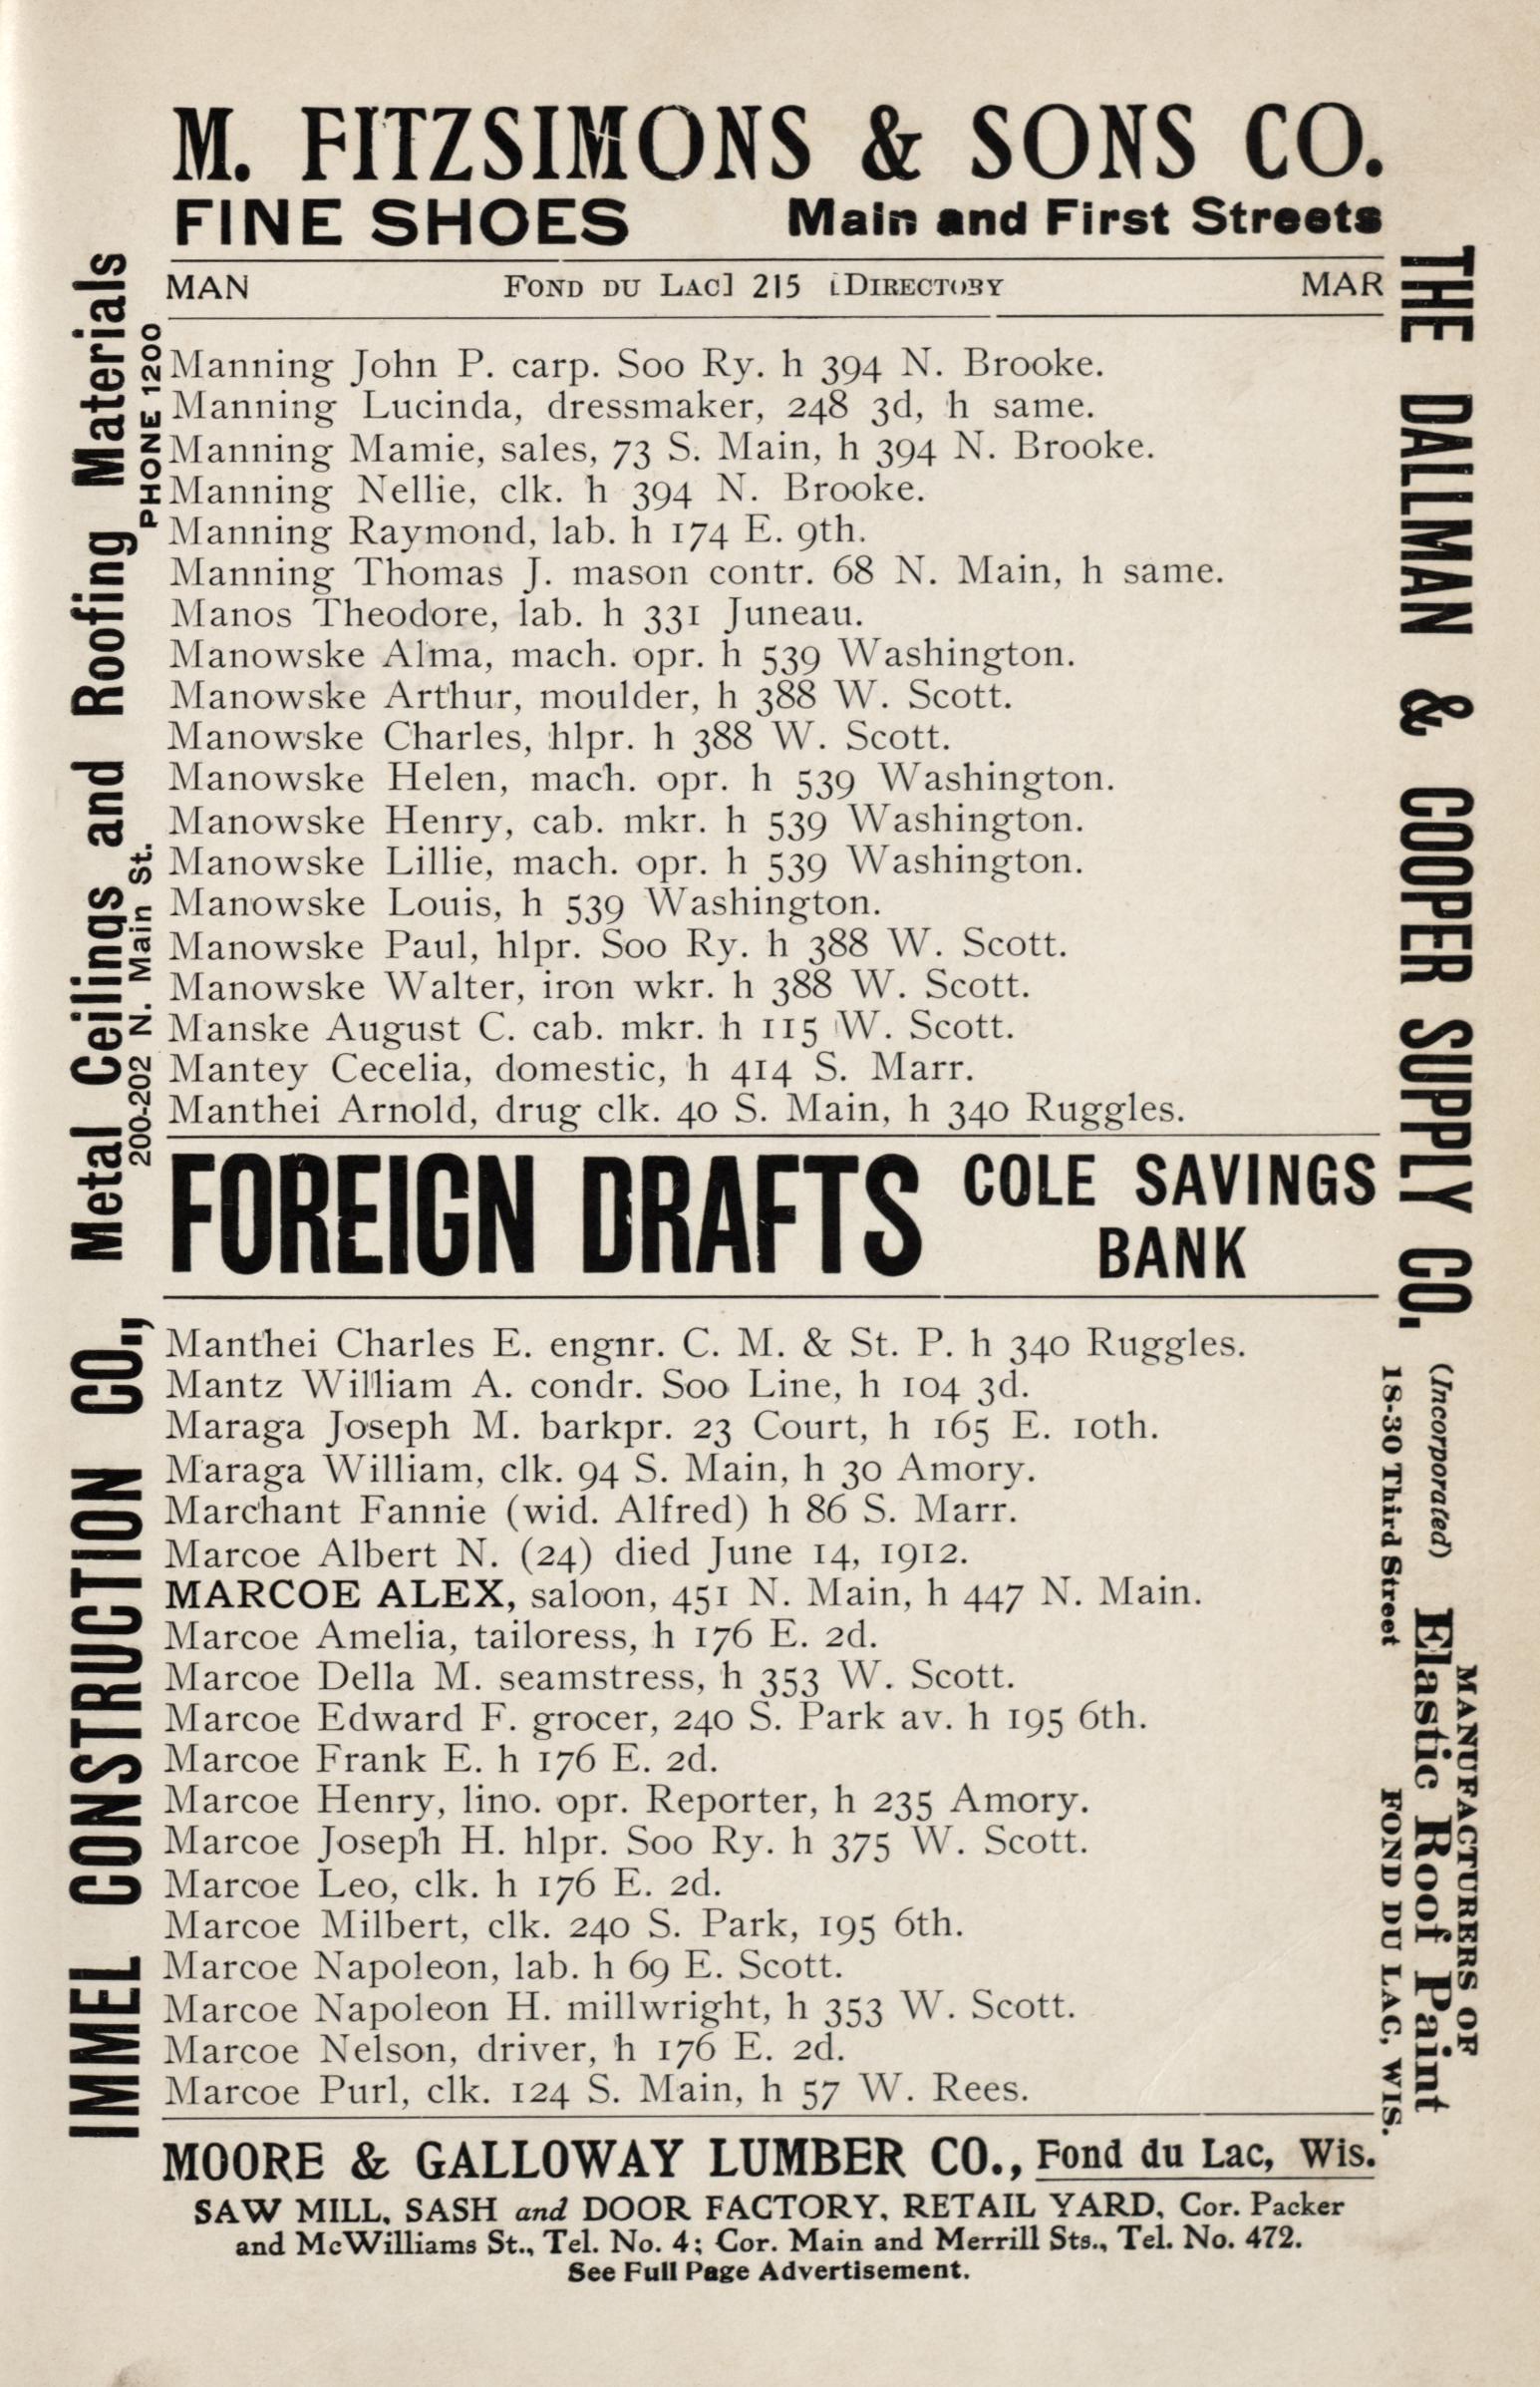 M. FITZSIMONS & SONS CO.
FINE SHOES Main and First Streets
MAN FOND DU LAC] 215 [DIRECTORY MAR
Manning John P. carp. Soo Ry. h 394 N. Brooke.
Manning Lucinda, dressmaker, 248 3d, h same.
Manning Mamie, sales, 73 S. Main, h 394 N. Brooke.
Manning Nellie, clk. h 394 N. Brooke.
Manning Raymond, lab. h 174 E. 9th.
Manning Thomas J. mason contr. 68 N. Main, h same.
Manos Theodore, lab. h 331 Juneau.
Manowske Alma, mach. opr. h 539 Washington.
Manowske Arthur, moulder, h 388 W. Scott.
Manowske Charles, hlpr. h 388 W. Scott.
Manowske Helen, mach. opr. h 539 Washington.
Manowske Henry, cab. mkr. h 539 Washington.
Manowske Lillie, mach. opr. h 539 Washington.
Manowske Louis, h 539 Washington.
Manowske Paul, hlpr. Soo Ry. h 388 W. Scott.
Manowske Walter, iron wkr. h 388 W. Scott.
Manske August C. cab. mkr. h 115 W. Scott.
Mantey Cecelia, domestic, h 414 S. Marr.
Manthei Arnold, drug clk. 40 S. Main, h 340 Ruggles.
FOREIGN DRAFTS COLE SAVINGS
BANK
Manthei Charles E. engnr. C. M. & St. P. h 340 Ruggles.
Mantz William A. condr. Soo Line, h 104 3d.
Maraga Joseph M. barkpr. 23 Court, h 165 E. 10th.
Maraga William, clk. 94 S. Main, h 30 Amory.
Marchant Fannie (wid. Alfred) h 86 S. Marr.
Marcoe Albert N. (24) died June 14, 1912.
MARCOE ALEX, saloon, 451 N. Main, h 447 N. Main.
Marcoe Amelia, tailoress, h 176 E. 2d.
Marcoe Della M. seamstress, h 353 W. Scott.
Marcoe Edward F. grocer, 240 S. Park av. h 195 6th.
Marcoe Frank E. h 176 E. 2d.
Marcoe Henry, lino. opr. Reporter, h 235 Amory.
Marcoe Joseph H. hlpr. Soo Ry. h 375 W. Scott.
Marcoe Leo, clk. h 176 E. 2d.
Marcoe Milbert, clk. 240 S. Park, 195 6th.
Marcoe Napoleon, lab. h 69 E. Scott.
Marcoe Napoleon H. millwright, h 353 W. Scott.
Marcoe Nelson, driver, h 176 E. 2d.
Marcoe Purl, clk. 124 S. Main, h 57 W. Rees.
MOORE & GALLOWAY LUMBER CO., Fond du Lac, Wis.
SAW MILL, SASH and DOOR FACTORY, RETAIL YARD, Cor. Packer
and McWilliams St., Tel. No. 4; Cor. Main and Merrill Sts., Tel. No. 472.
See Full Page Advertisement.
IMMEL CONSTRUCTION CO., Metal Ceilings and Roofing Materials
200-202 N. Main St. PHONE 1200
THE DALLMAN & COOPER SUPPLY CO. (Incorporated)
MANUFACTURERS OF
Elastic Roof Paint
18-30 Third Street FOND DU LAC, WIS.